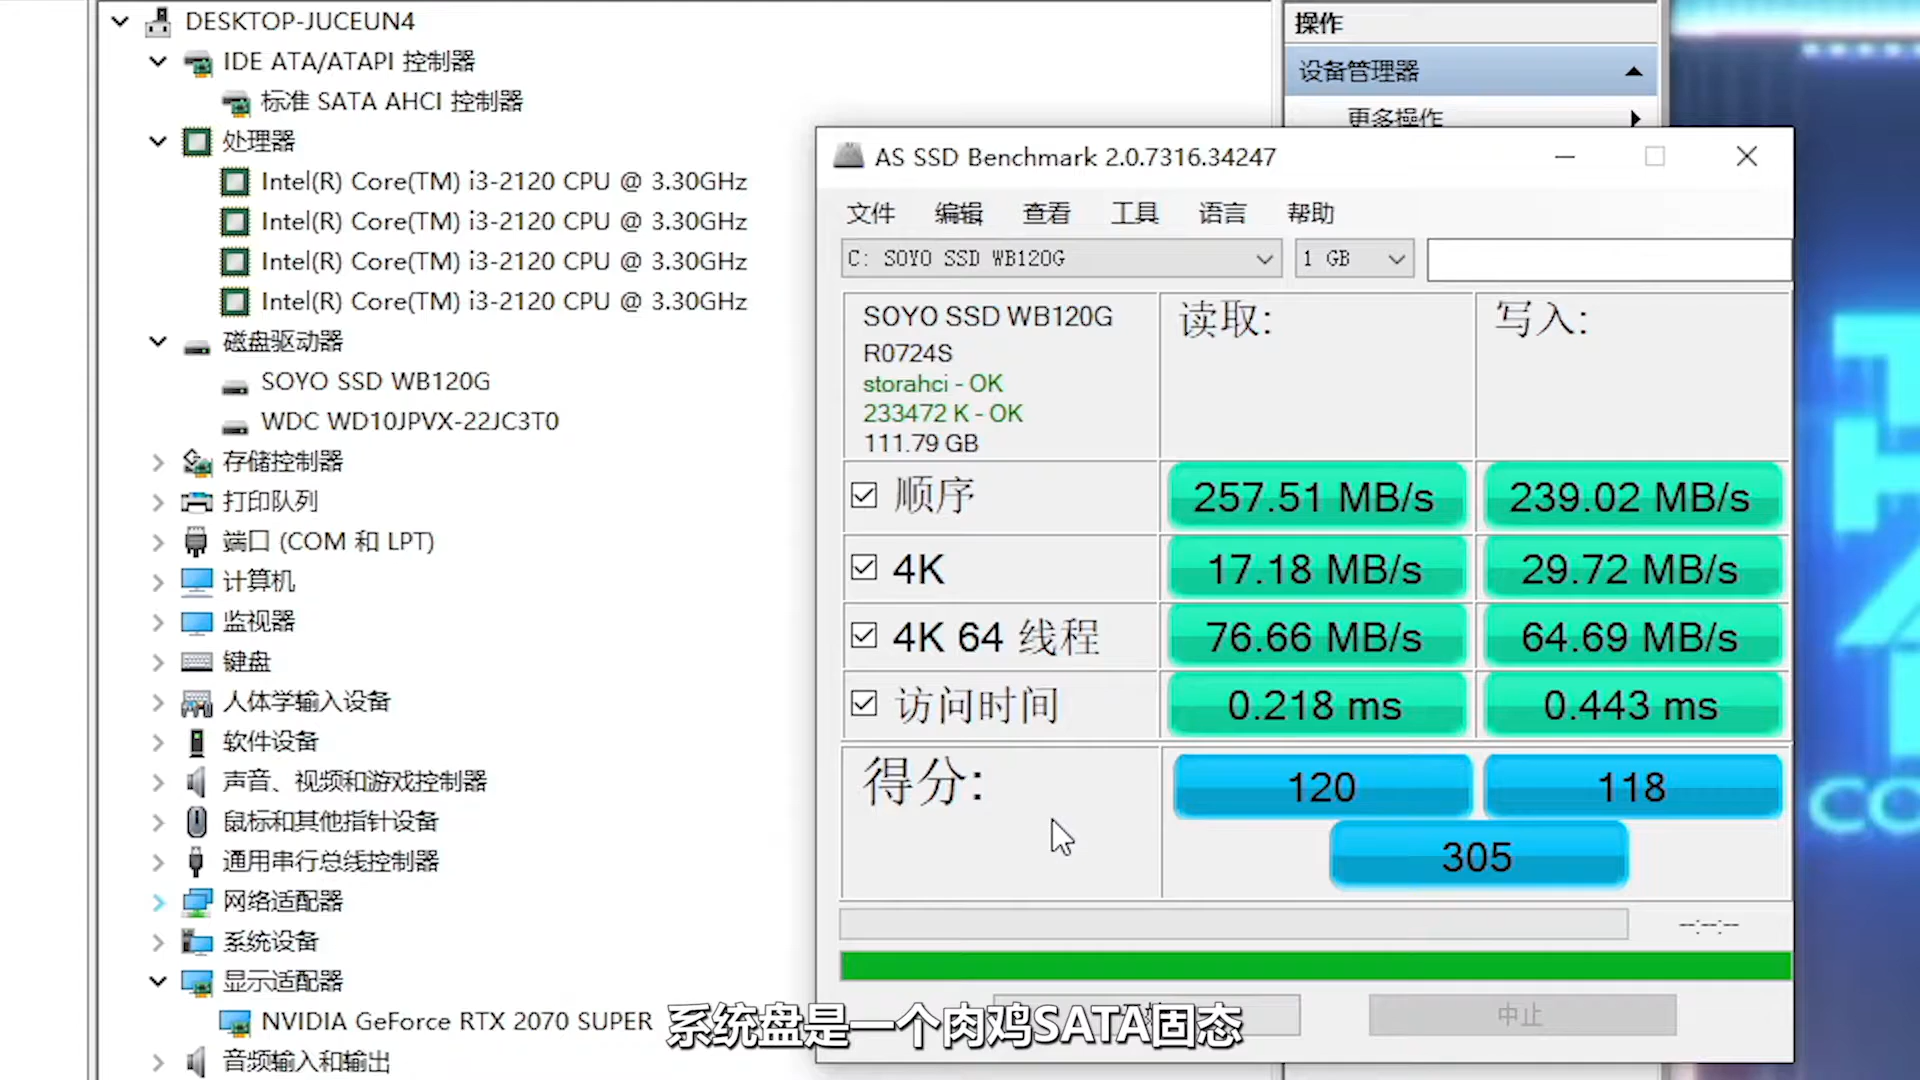 DESKTOP-JUCEUN4
IDE ATA/ATAPI 控制器
标准 SATA AHCI 控制器
处理器
Intel(R) Core(TM) i3-2120 CPU @ 3.30GHz
Intel(R) Core(TM) i3-2120 CPU @ 3.30GHz
Intel(R) Core(TM) i3-2120 CPU @ 3.30GHz
Intel(R) Core(TM) i3-2120 CPU @ 3.30GHz
磁盘驱动器
SOYO SSD WB120G
WDC WD10JPVX-22JC3T0
存储控制器
打印队列
端口 (COM 和 LPT)
计算机
监视器
键盘
人体学输入设备
软件设备
声音、视频和游戏控制器
鼠标和其他指针设备
通用串行总线控制器
网络适配器
系统设备
显示适配器
NVIDIA GeForce RTX 2070 SUPER
音频输入和输出
操作
设备管理器
更多操作
AS SSD Benchmark 2.0.7316.34247
文件 编辑 查看 工具 语言 帮助
C: SOYO SSD WB120G 1 GB
SOYO SSD WB120G
R0724S
storahci - OK
233472 K - OK
111.79 GB
读取: 写入:
顺序 257.51 MB/s 239.02 MB/s
4K 17.18 MB/s 29.72 MB/s
4K 64 线程 76.66 MB/s 64.69 MB/s
访问时间 0.218 ms 0.443 ms
得分: 120 118
305
--:--:--
中止
系统盘是一个肉鸡SATA固态
CO